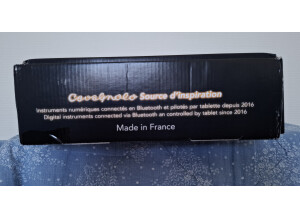 Cavagnolo Source d'inspiration
Instruments numériques connectés en Bluetooth et pilotés par tablette depuis 2016
Digital instruments connected via Bluetooth an controlled by tablet since 2016
Made in France